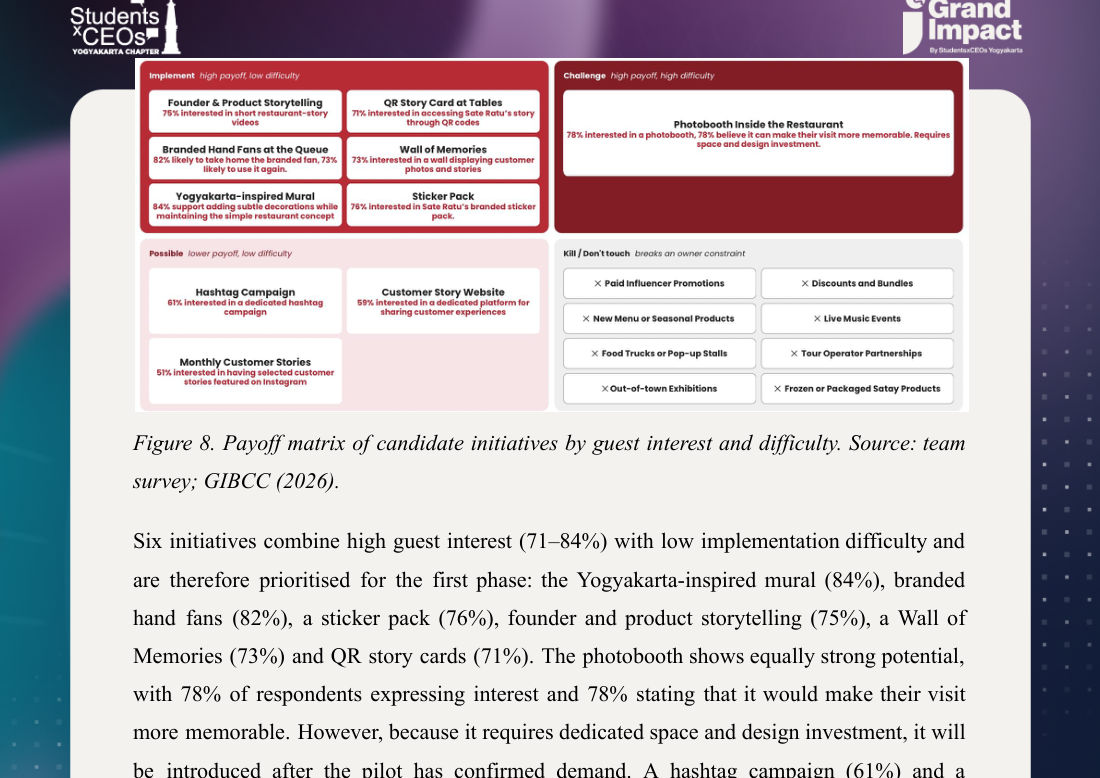 Students
xCEOs
YOGYAKARTA CHAPTER
Grand
Impact
By StudentsxCEOs Yogyakarta
Implement high payoff, low difficulty
Founder & Product Storytelling
75% interested in short restaurant-story
videos
QR Story Card at Tables
71% interested in accessing Sate Ratu's story
through QR codes
Branded Hand Fans at the Queue
82% likely to take home the branded fan, 73%
likely to use it again.
Wall of Memories
73% interested in a wall displaying customer
photos and stories
Yogyakarta-inspired Mural
84% support adding subtle decorations while
maintaining the simple restaurant concept
Sticker Pack
76% interested in Sate Ratu's branded sticker
pack.
Challenge high payoff, high difficulty
Photobooth Inside the Restaurant
78% interested in a photobooth, 78% believe it can make their visit more memorable. Requires
space and design investment.
Possible lower payoff, low difficulty
Hashtag Campaign
61% interested in a dedicated hashtag
campaign
Customer Story Website
59% interested in a dedicated platform for
sharing customer experiences
Monthly Customer Stories
51% interested in having selected customer
stories featured on Instagram
Kill / Don't touch breaks an owner constraint
× Paid Influencer Promotions
× Discounts and Bundles
× New Menu or Seasonal Products
× Live Music Events
× Food Trucks or Pop-up Stalls
× Tour Operator Partnerships
× Out-of-town Exhibitions
× Frozen or Packaged Satay Products
Figure 8. Payoff matrix of candidate initiatives by guest interest and difficulty. Source: team
survey; GIBCC (2026).
Six initiatives combine high guest interest (71–84%) with low implementation difficulty and
are therefore prioritised for the first phase: the Yogyakarta-inspired mural (84%), branded
hand fans (82%), a sticker pack (76%), founder and product storytelling (75%), a Wall of
Memories (73%) and QR story cards (71%). The photobooth shows equally strong potential,
with 78% of respondents expressing interest and 78% stating that it would make their visit
more memorable. However, because it requires dedicated space and design investment, it will
be introduced after the pilot has confirmed demand. A hashtag campaign (61%) and a